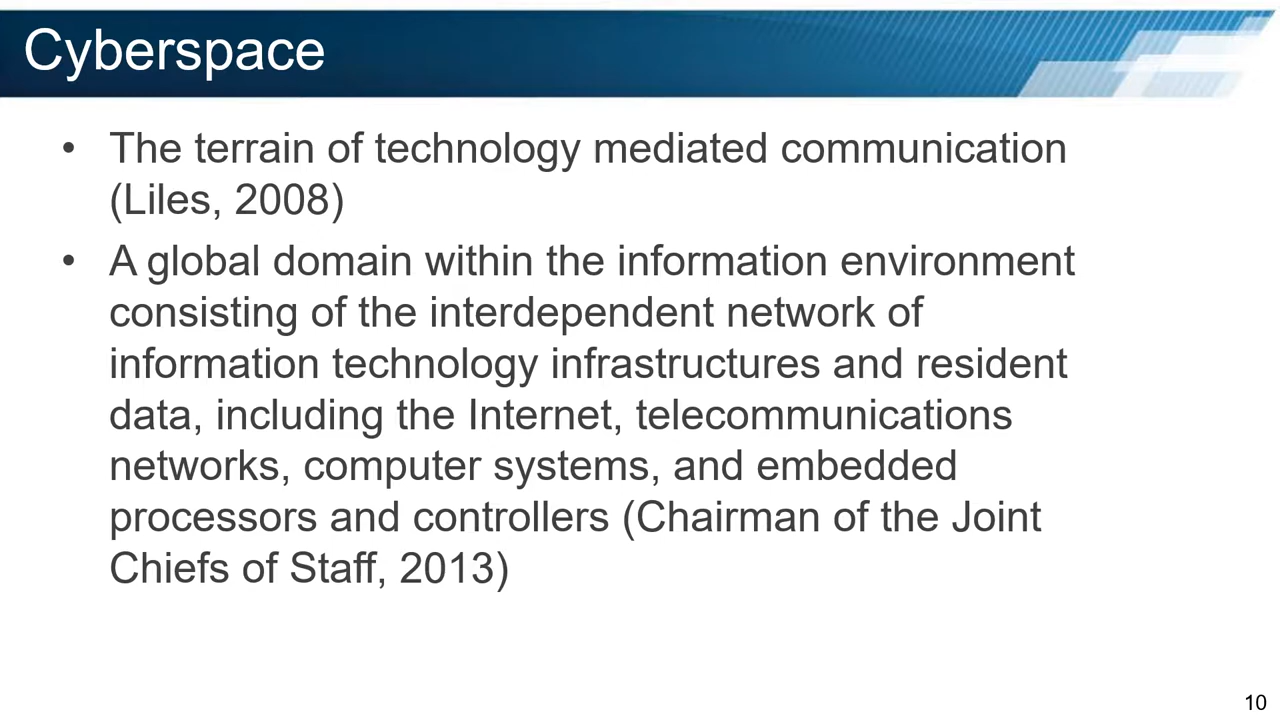 Cyberspace
• The terrain of technology mediated communication
(Liles, 2008)
• A global domain within the information environment
consisting of the interdependent network of
information technology infrastructures and resident
data, including the Internet, telecommunications
networks, computer systems, and embedded
processors and controllers (Chairman of the Joint
Chiefs of Staff, 2013)
10